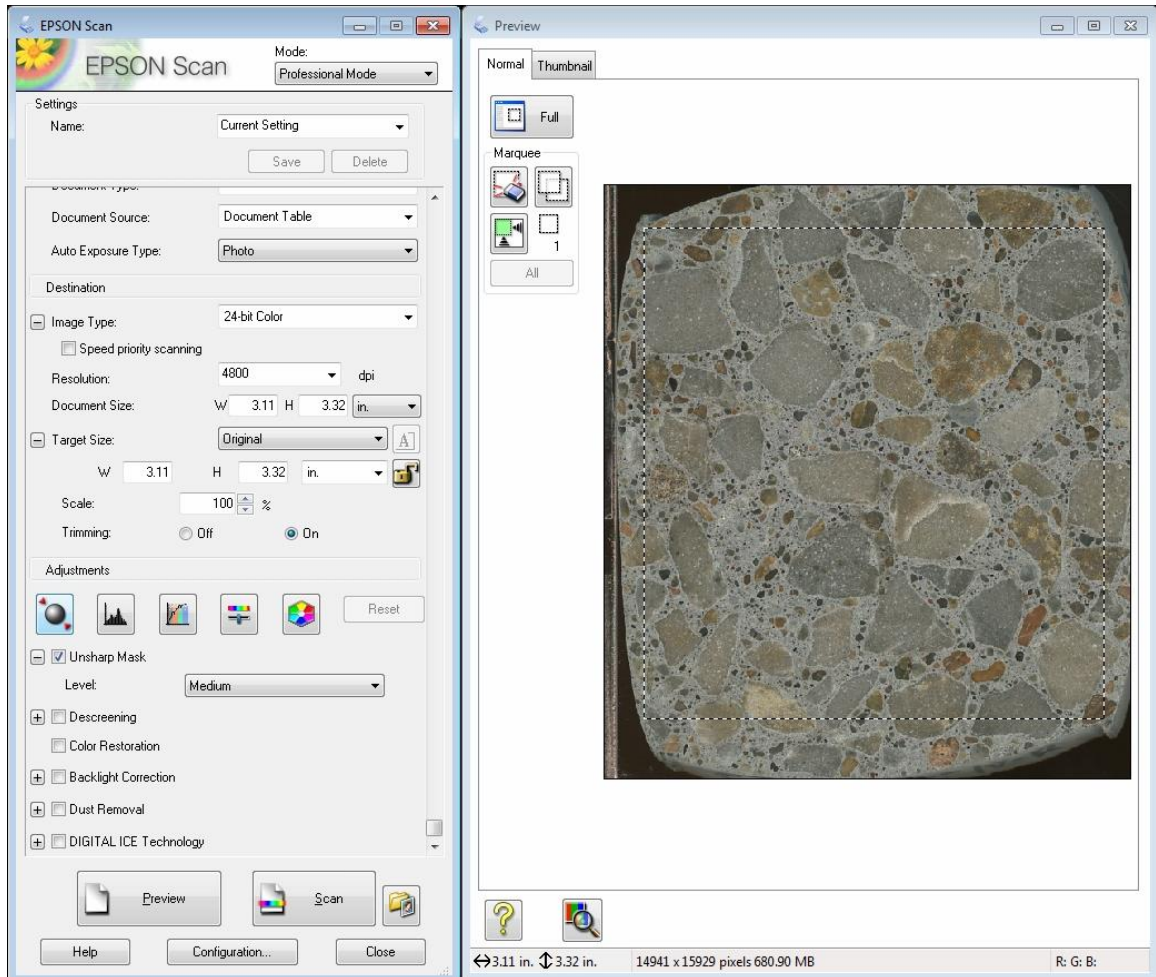 EPSON Scan
EPSON Scan
Mode:
Professional Mode
Settings
Name:
Current Setting
Save
Delete
Document Type:
Document Source:
Document Table
Auto Exposure Type:
Photo
Destination
Image Type:
24-bit Color
Speed priority scanning
Resolution:
4800
dpi
Document Size:
W 3.11 H 3.32 in.
Target Size:
Original
A
W 3.11 H 3.32 in.
Scale:
100 %
Trimming:
Off
On
Adjustments
Reset
Unsharp Mask
Level:
Medium
Descreening
Color Restoration
Backlight Correction
Dust Removal
DIGITAL ICE Technology
Preview
Scan
Help
Configuration...
Close
Preview
Normal
Thumbnail
Full
Marquee
1
All
3.11 in. 3.32 in.
14941 x 15929 pixels 680.90 MB
R: G: B: